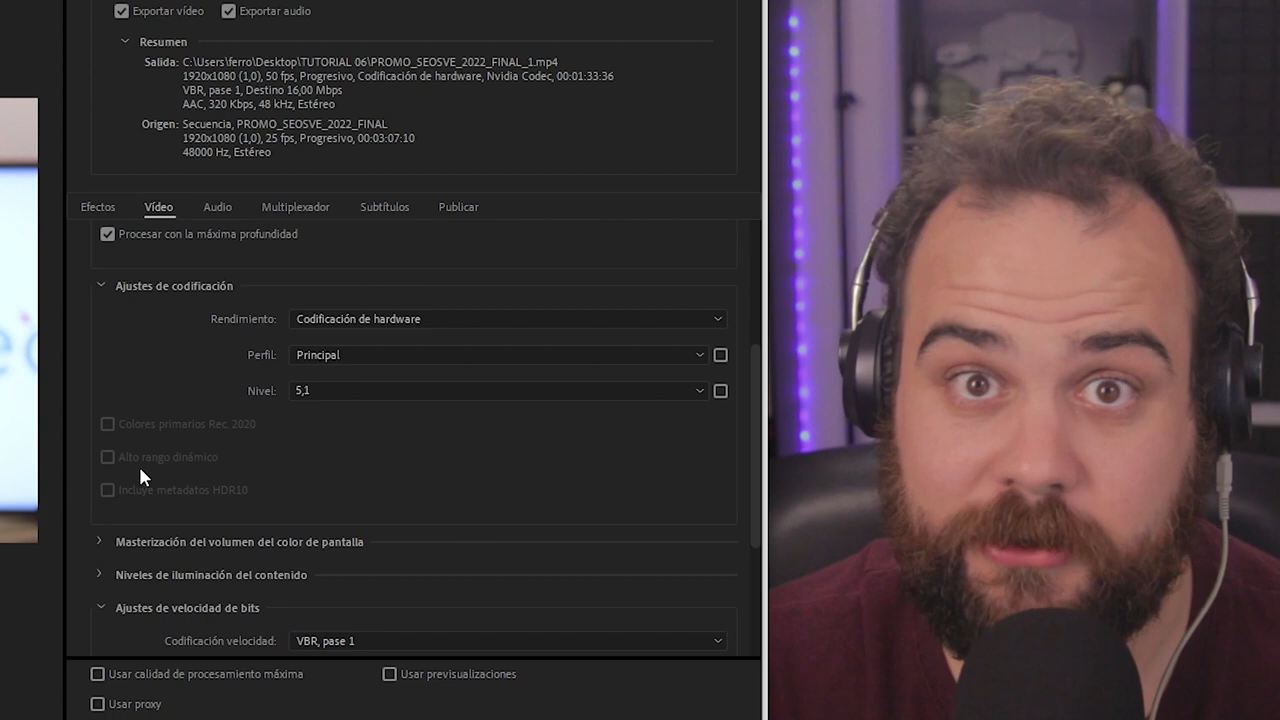 Exportar vídeo
Exportar audio
Resumen
Salida: C:\Users\ferro\Desktop\TUTORIAL 06\PROMO_SEOSVE_2022_FINAL_1.mp4
1920x1080 (1,0), 50 fps, Progresivo, Codificación de hardware, Nvidia Codec, 00:01:33:36
VBR, pase 1, Destino 16,00 Mbps
AAC, 320 Kbps, 48 kHz, Estéreo
Origen: Secuencia, PROMO_SEOSVE_2022_FINAL
1920x1080 (1,0), 25 fps, Progresivo, 00:03:07:10
48000 Hz, Estéreo
Efectos Vídeo Audio Multiplexador Subtítulos Publicar
Procesar con la máxima profundidad
Ajustes de codificación
Rendimiento: Codificación de hardware
Perfil: Principal
Nivel: 5,1
Colores primarios Rec. 2020
Alto rango dinámico
Incluye metadatos HDR10
Masterización del volumen del color de pantalla
Niveles de iluminación del contenido
Ajustes de velocidad de bits
Codificación velocidad: VBR, pase 1
Usar calidad de procesamiento máxima
Usar previsualizaciones
Usar proxy